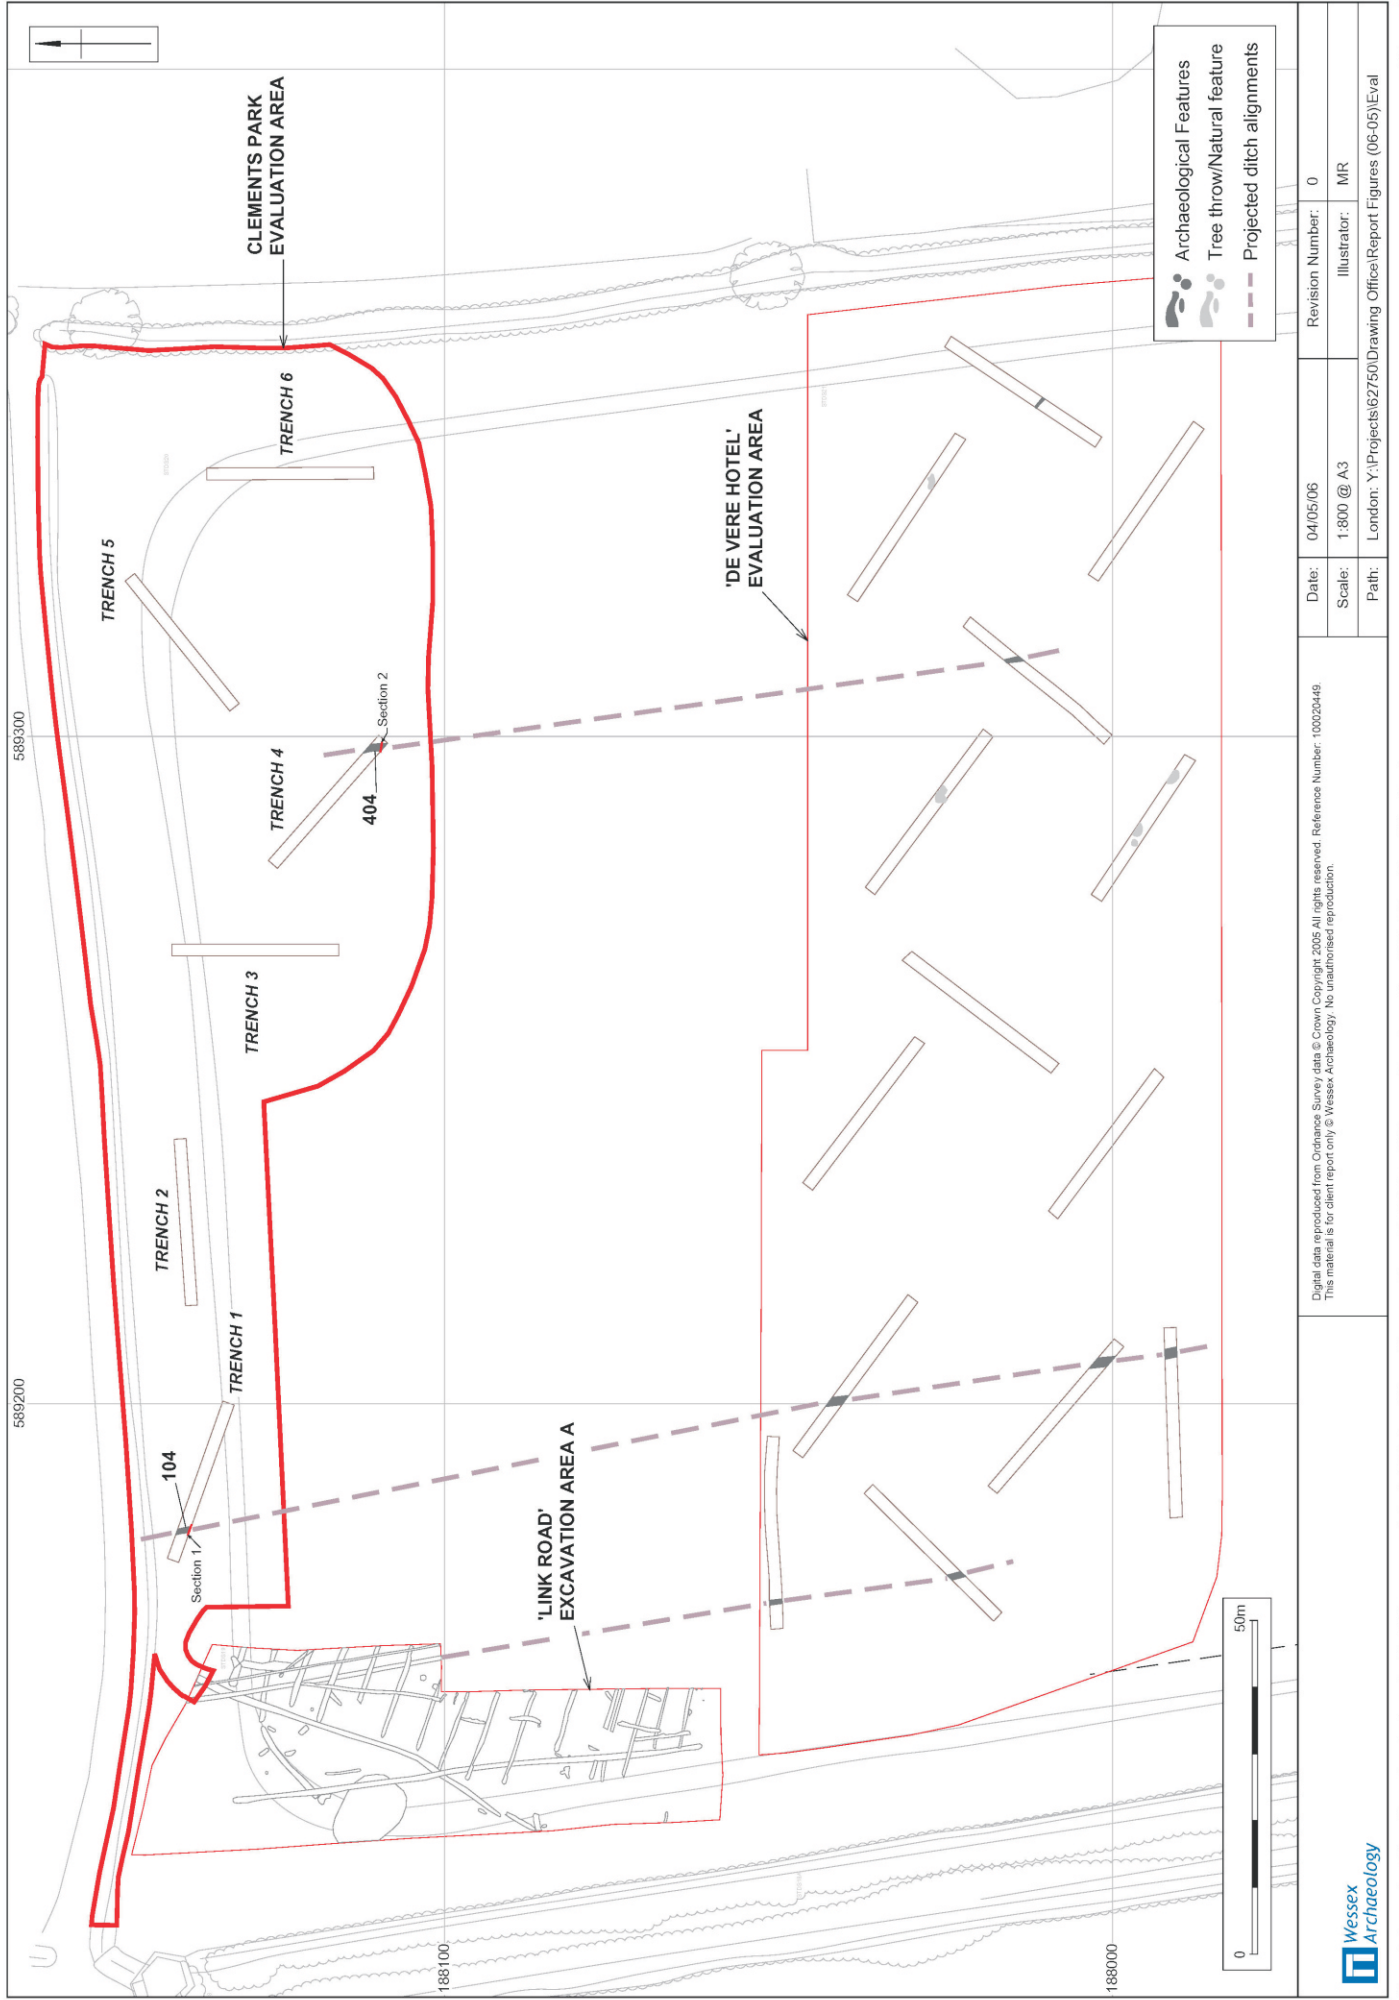 589200
589300
188100
188000
CLEMENTS PARK
EVALUATION AREA
TRENCH 1
TRENCH 2
TRENCH 3
TRENCH 4
TRENCH 5
TRENCH 6
104
Section 1
404
Section 2
'LINK ROAD'
EXCAVATION AREA A
'DE VERE HOTEL'
EVALUATION AREA
Archaeological Features
Tree throw/Natural feature
Projected ditch alignments
0
50m
Wessex
Archaeology
Digital data reproduced from Ordnance Survey data © Crown Copyright 2005 All rights reserved. Reference Number: 100020449.
This material is for client report only © Wessex Archaeology. No unauthorised reproduction.
Date: 04/05/06 Revision Number: 0
Scale: 1:800 @ A3 Illustrator: MR
Path: London: Y:\Projects\62750\Drawing Office\Report Figures (06-05)\Eval